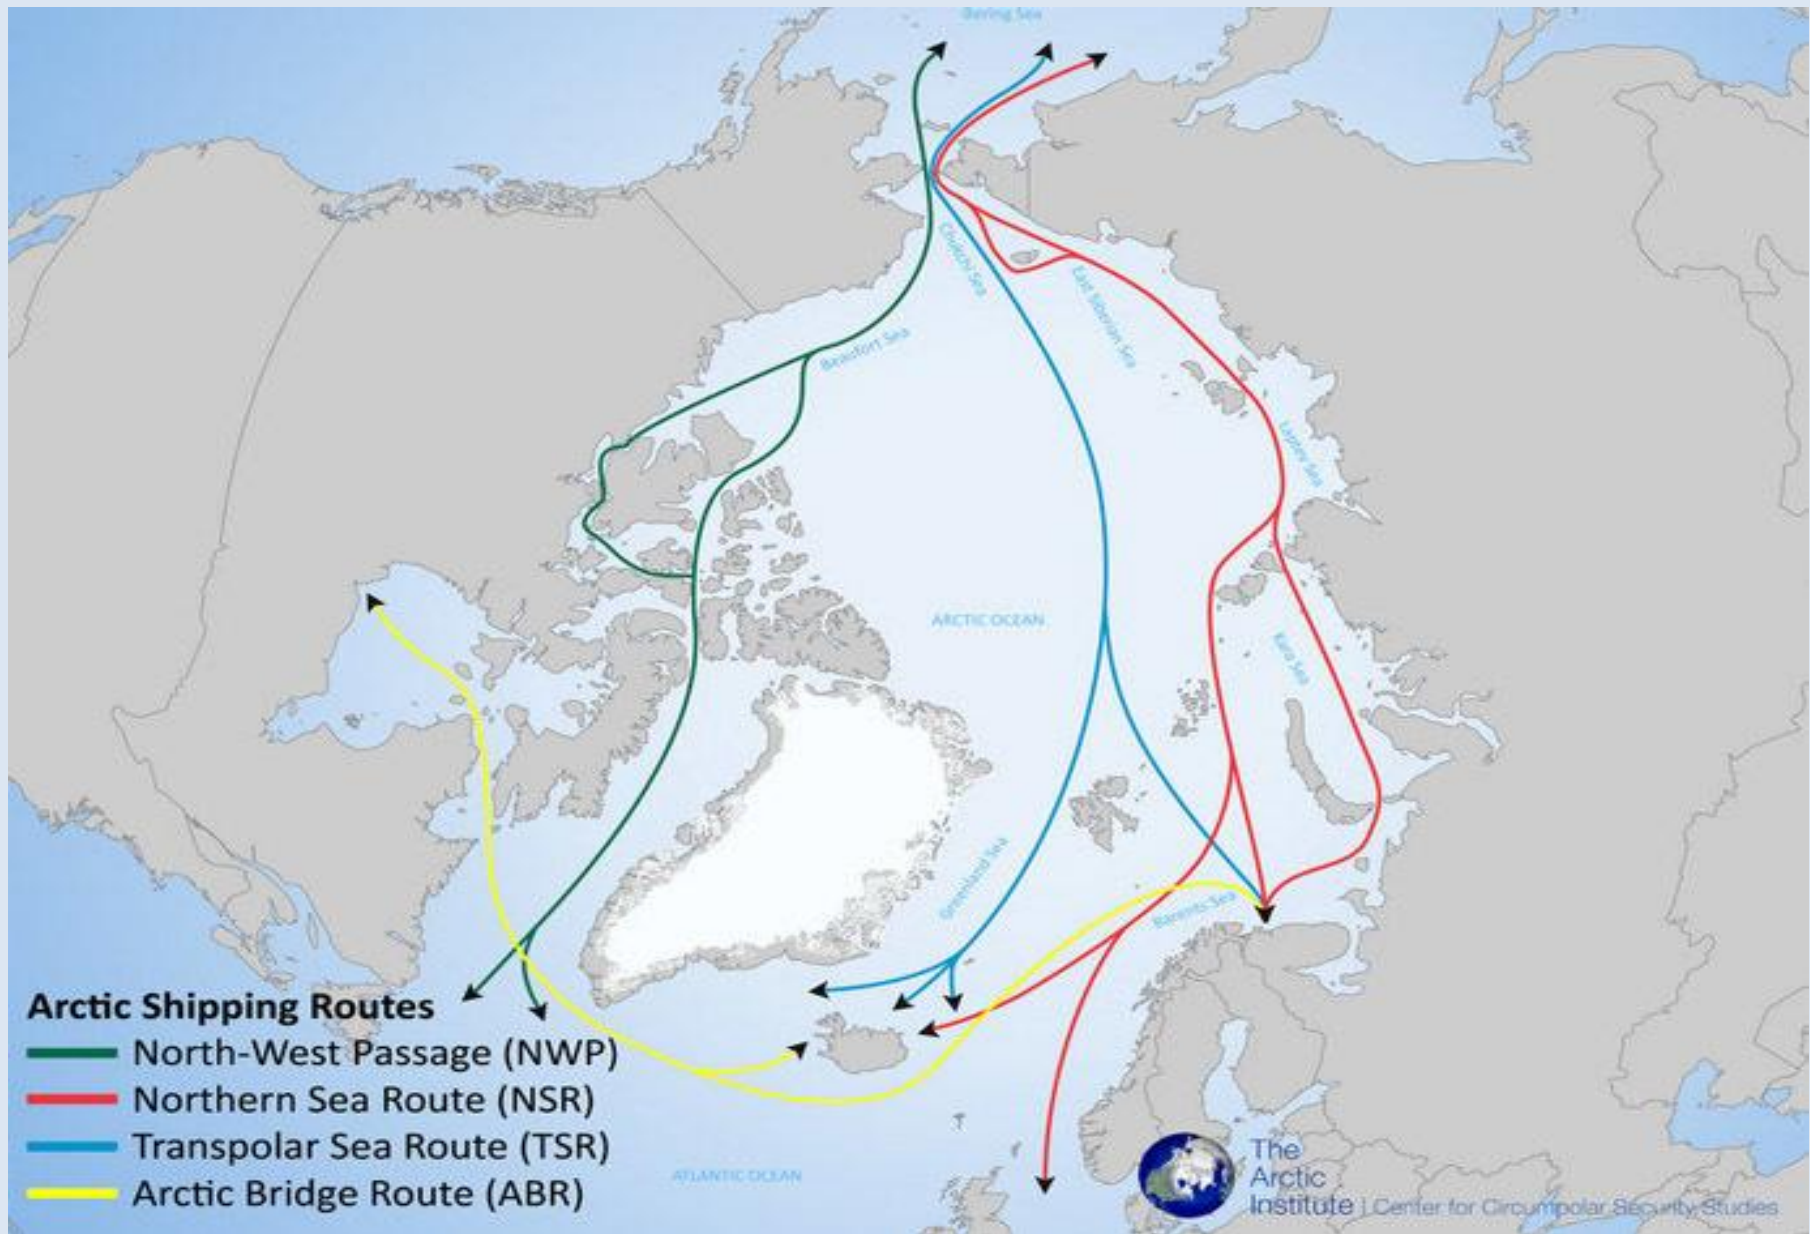 Bering Sea
Chukchi Sea
East Siberian Sea
Beaufort Sea
Laptev Sea
ARCTIC OCEAN
Kara Sea
Greenland Sea
Barents Sea
Arctic Shipping Routes
North-West Passage (NWP)
Northern Sea Route (NSR)
Transpolar Sea Route (TSR)
Arctic Bridge Route (ABR)
ATLANTIC OCEAN
The
Arctic
Institute | Center for Circumpolar Security Studies